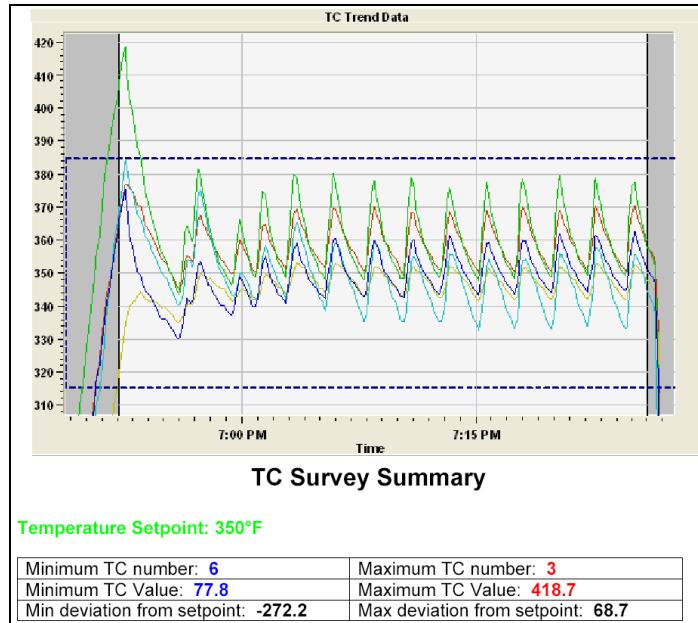 TC Trend Data
420
410
400
390
380
370
360
350
340
330
320
310
7:00 PM
7:15 PM
Time
TC Survey Summary
Temperature Setpoint: 350°F
Minimum TC number: 6
Maximum TC number: 3
Minimum TC Value: 77.8
Maximum TC Value: 418.7
Min deviation from setpoint: -272.2
Max deviation from setpoint: 68.7